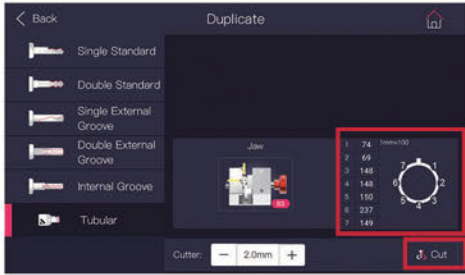 Back
Duplicate
Single Standard
Double Standard
Single External
Groove
Double External
Groove
Internal Groove
Tubular
Jaw
B3
1 74
2 69
3 148
4 148
5 150
6 237
7 149
1mm=100
7
1
6
2
5
3
4
Cutter:
-
2.0mm
+
Cut